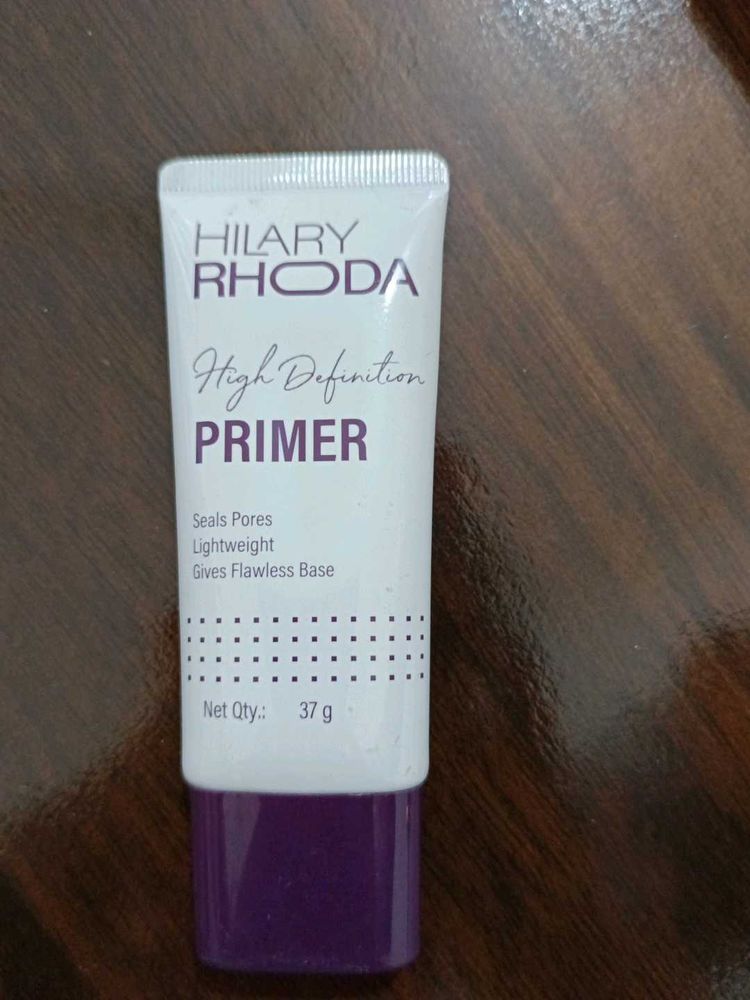 HILARY
RHODA
High Definition
PRIMER
Seals Pores
Lightweight
Gives Flawless Base
Net Qty.: 37 g